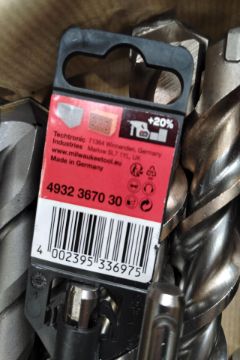 +20%
Techtronic 71364 Winnenden, Germany
Industries Marlow SL7 1YL, UK
www.milwaukeetool.eu
Made in Germany
4932 3670 30
4 002395 336975